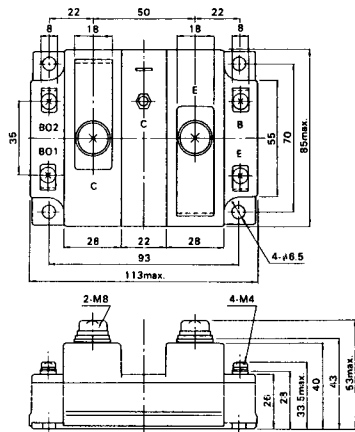 22 50 22
8 18 18 8
E
BO2 C B
BO1 E
C
35 55 70 85max.
28 22 28
4-φ6.5
93
113max.
2-M8 4-M4
26 28 33.5max. 40 43 53max.